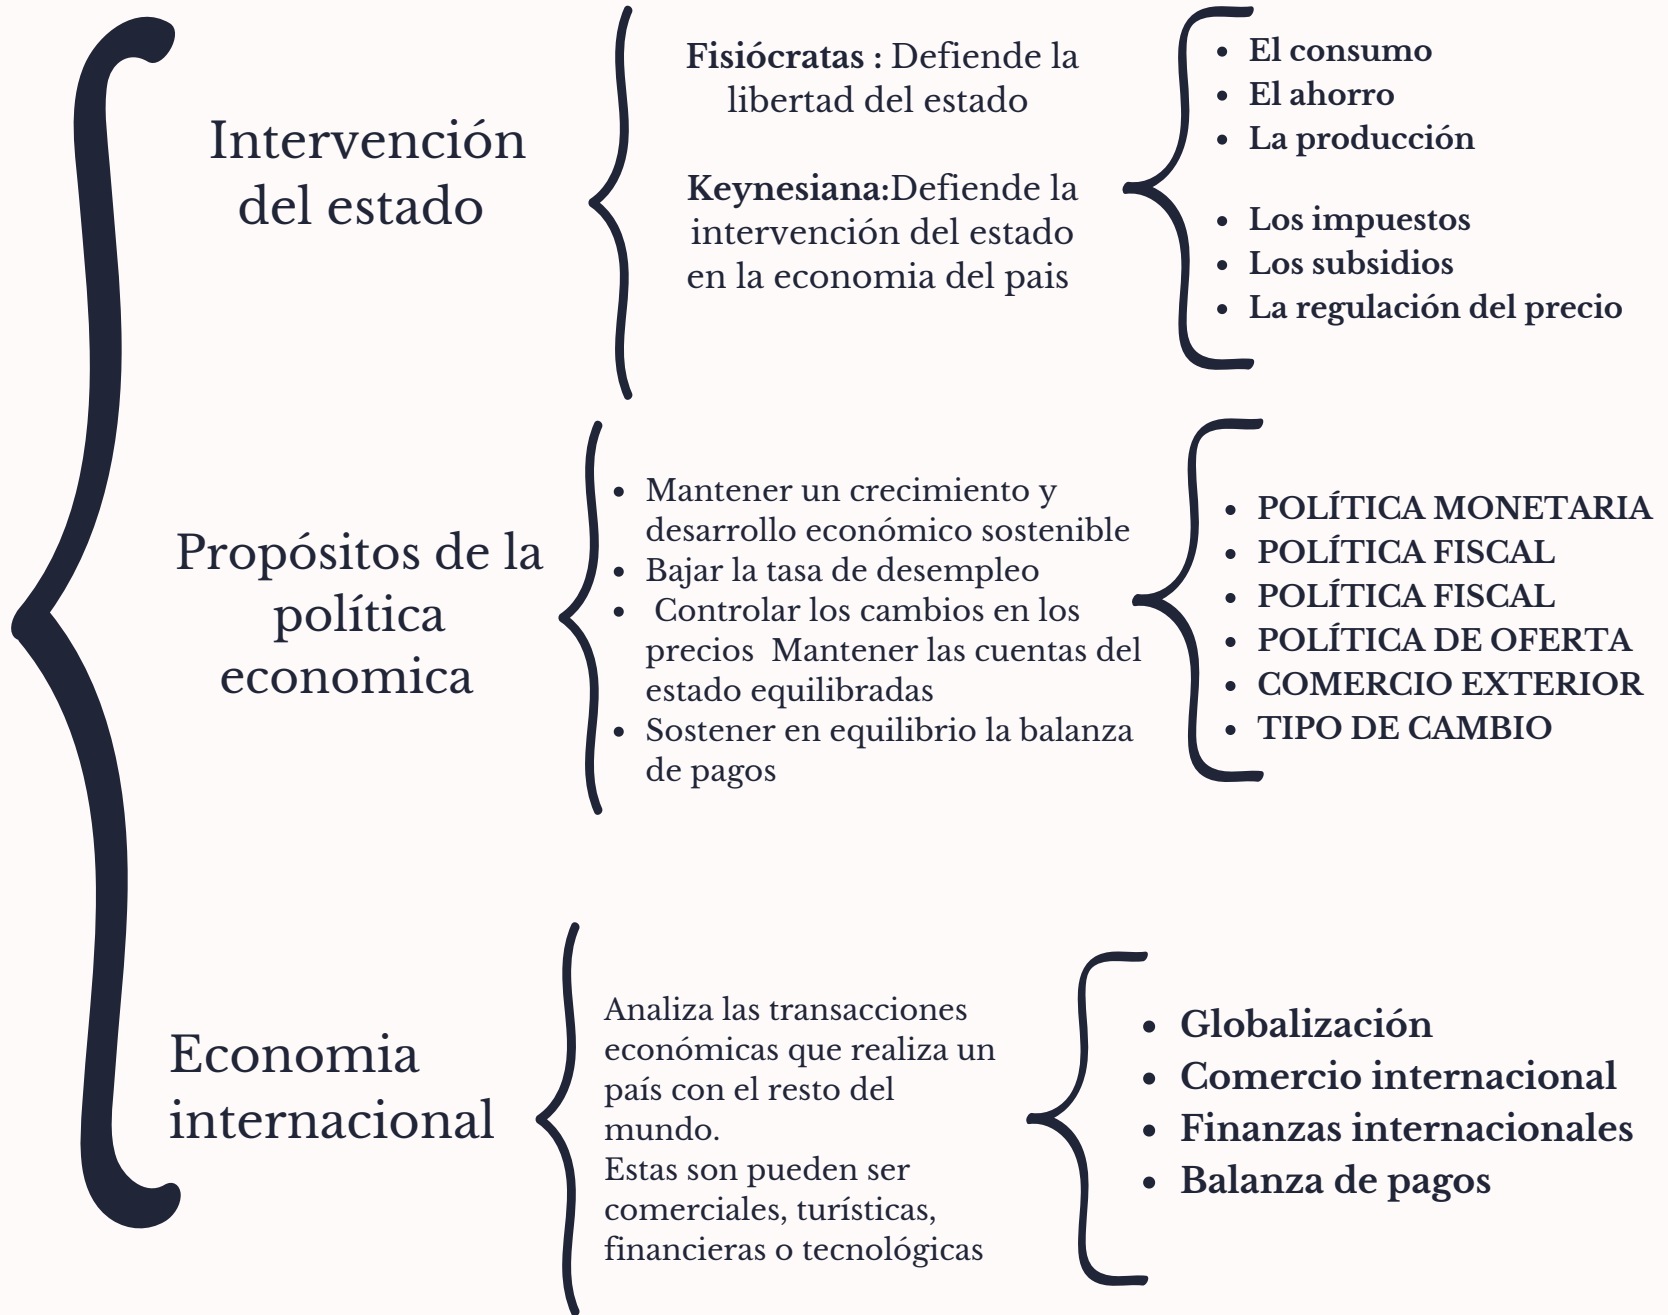 Intervención
del estado
Fisiócratas : Defiende la
libertad del estado
Keynesiana:Defiende la
intervención del estado
en la economia del pais
• El consumo
• El ahorro
• La producción
• Los impuestos
• Los subsidios
• La regulación del precio
Propósitos de la
política
economica
• Mantener un crecimiento y
desarrollo económico sostenible
• Bajar la tasa de desempleo
• Controlar los cambios en los
precios  Mantener las cuentas del
estado equilibradas
• Sostener en equilibrio la balanza
de pagos
• POLÍTICA MONETARIA
• POLÍTICA FISCAL
• POLÍTICA FISCAL
• POLÍTICA DE OFERTA
• COMERCIO EXTERIOR
• TIPO DE CAMBIO
Economia
internacional
Analiza las transacciones
económicas que realiza un
país con el resto del
mundo.
Estas son pueden ser
comerciales, turísticas,
financieras o tecnológicas
• Globalización
• Comercio internacional
• Finanzas internacionales
• Balanza de pagos